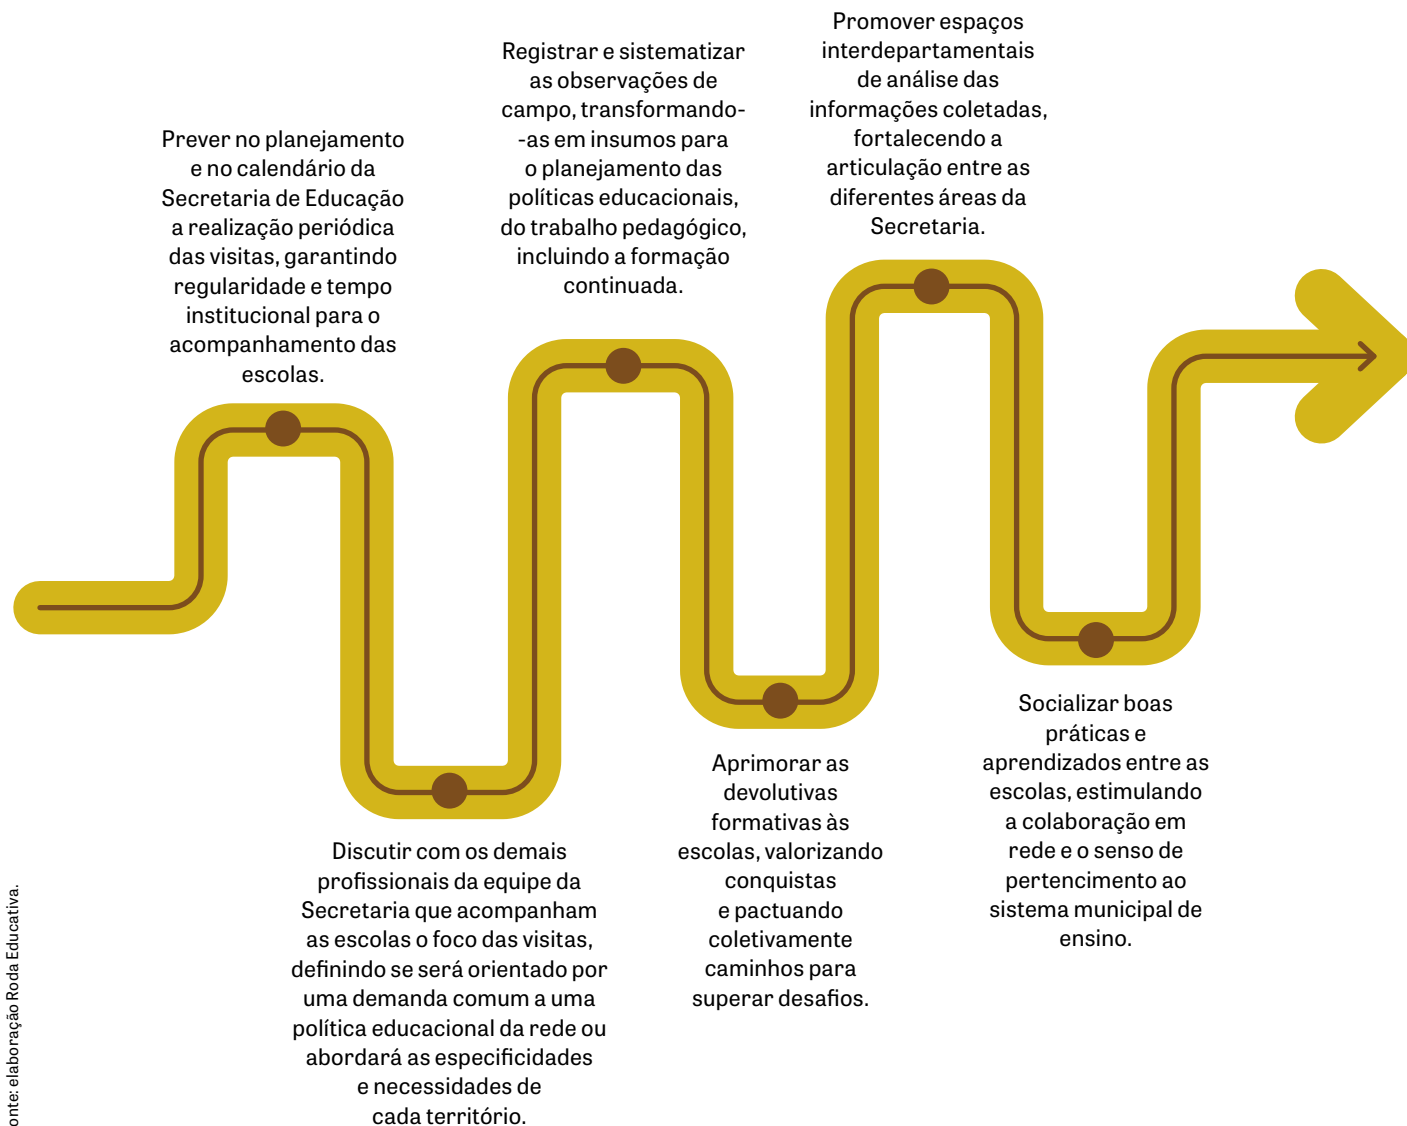 Prever no planejamento
e no calendário da
Secretaria de Educação
a realização periódica
das visitas, garantindo
regularidade e tempo
institucional para o
acompanhamento das
escolas.
Discutir com os demais
profissionais da equipe da
Secretaria que acompanham
as escolas o foco das visitas,
definindo se será orientado por
uma demanda comum a uma
política educacional da rede ou
abordará as especificidades
e necessidades de
cada território.
Registrar e sistematizar
as observações de
campo, transformando-
-as em insumos para
o planejamento das
políticas educacionais,
do trabalho pedagógico,
incluindo a formação
continuada.
Aprimorar as
devolutivas
formativas às
escolas, valorizando
conquistas
e pactuando
coletivamente
caminhos para
superar desafios.
Promover espaços
interdepartamentais
de análise das
informações coletadas,
fortalecendo a
articulação entre as
diferentes áreas da
Secretaria.
Socializar boas
práticas e
aprendizados entre as
escolas, estimulando
a colaboração em
rede e o senso de
pertencimento ao
sistema municipal de
ensino.
onte: elaboração Roda Educativa.